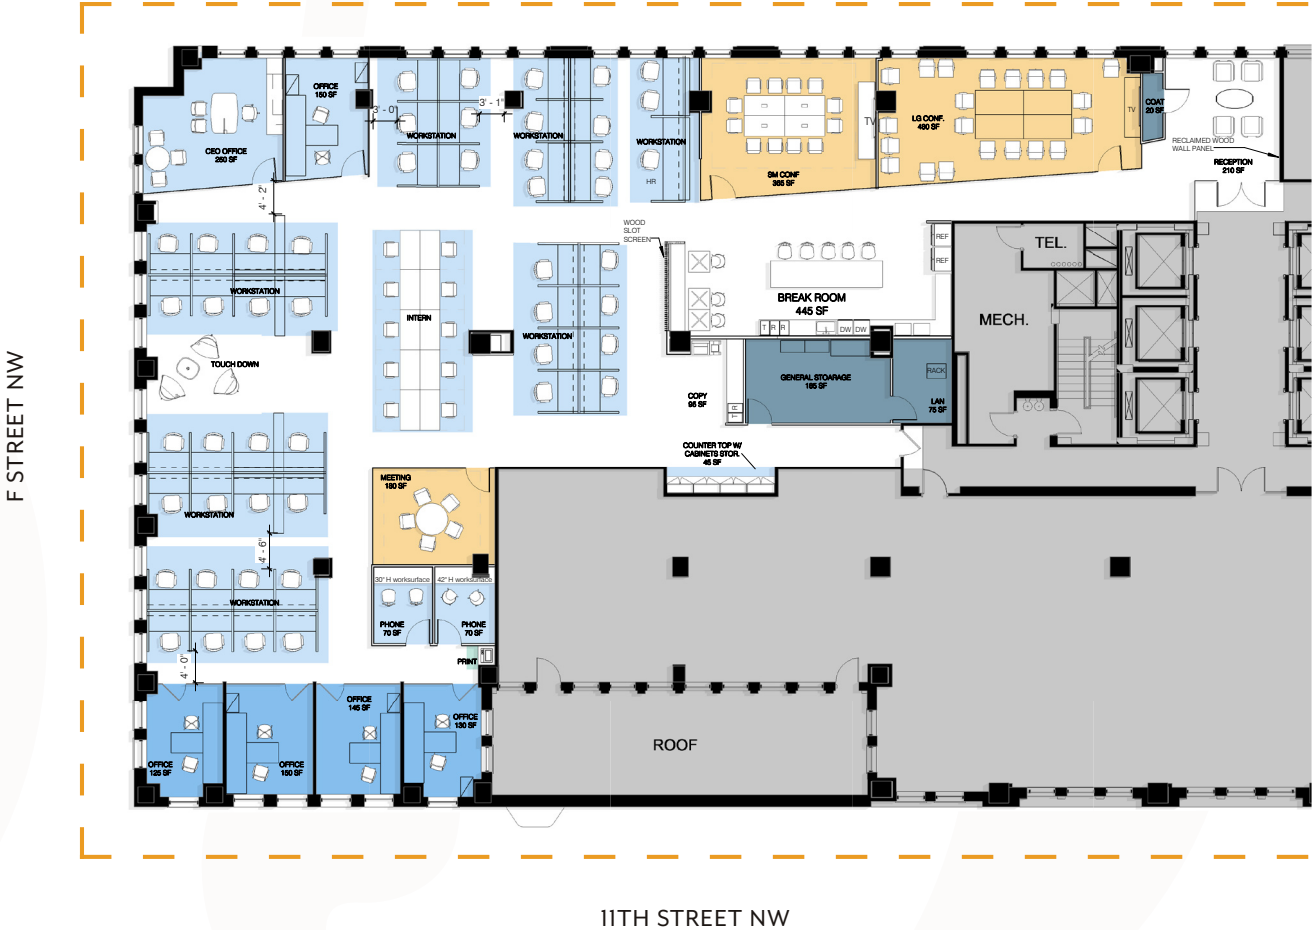 OFFICE
150 SF
3' - 0"
3' - 1"
WORKSTATION
WORKSTATION
WORKSTATION
HR
CEO OFFICE
250 SF
4' - 2"
SM CONF
365 SF
TV
LG CONF.
480 SF
TV
COAT
20 SF
RECLAIMED WOOD
WALL PANEL
RECEPTION
210 SF
WOOD
SLOT
SCREEN
REF
REF
TEL.
WORKSTATION
INTERN
BREAK ROOM
445 SF
MECH.
T R R
DW DW
WORKSTATION
TOUCH DOWN
GENERAL STOARAGE
165 SF
RACK
LAN
75 SF
COPY
95 SF
T R
COUNTER TOP W/
CABINETS STOR.
45 SF
F STREET NW
MEETING
180 SF
WORKSTATION
4' - 6"
30" H worksurface
42" H worksurface
WORKSTATION
PHONE
70 SF
PHONE
70 SF
PRINT
4' - 0"
OFFICE
125 SF
OFFICE
150 SF
OFFICE
145 SF
OFFICE
130 SF
ROOF
11TH STREET NW